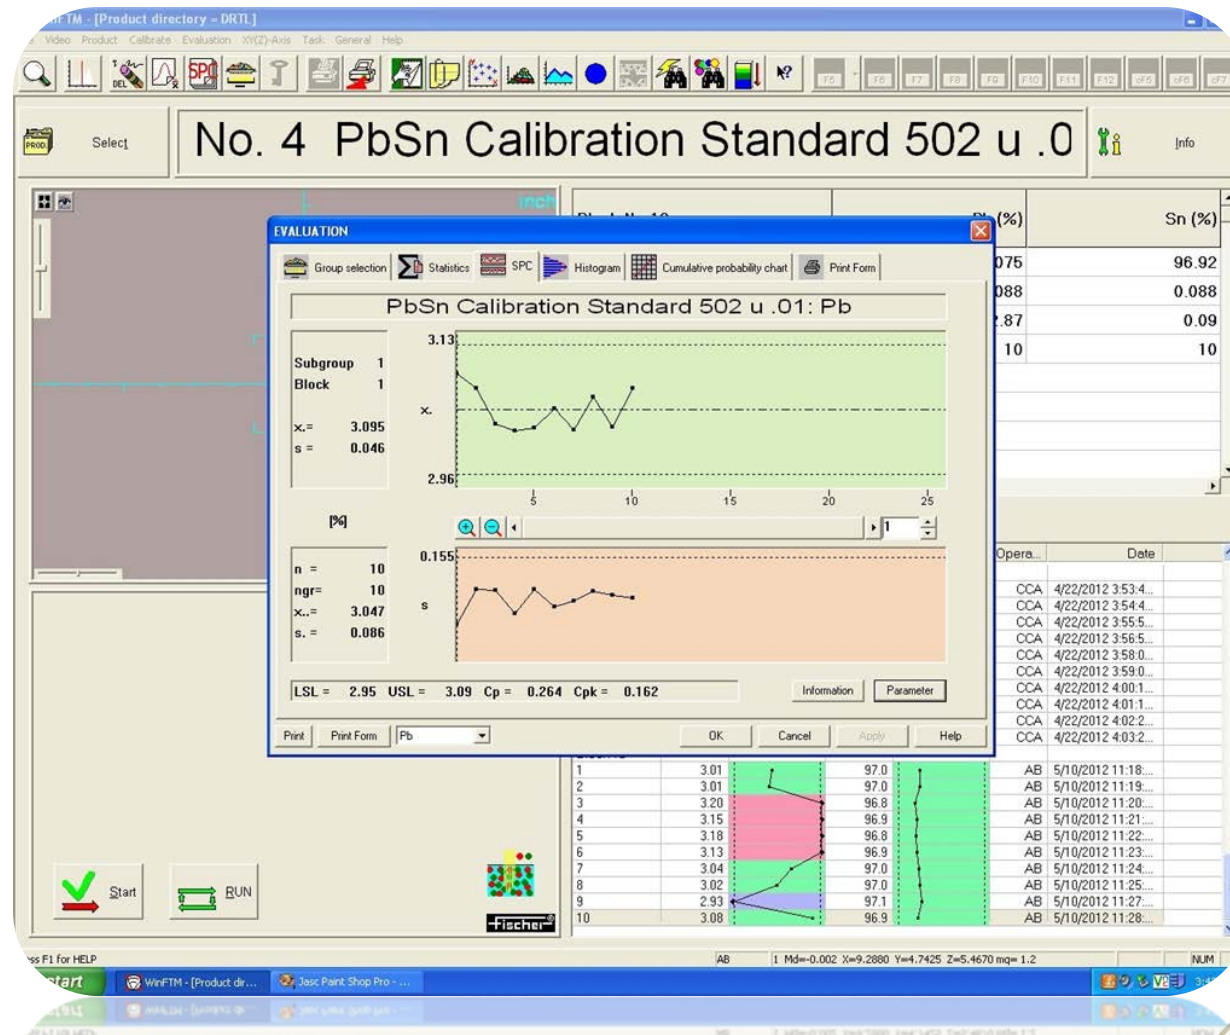 WinFTM - [Product directory = DRTL]
Video Product Calibrate Evaluation XY(Z)-Axis Task General Help
DEL SPC F5 F6 F7 F8 F9 F10 F11 F12 cF5 cF6 cF7
PROD. Select No. 4 PbSn Calibration Standard 502 u .0 Info
inch
(%) Sn (%)
075 96.92
088 0.088
.87 0.09
10 10
EVALUATION
Group selection Statistics SPC Histogram Cumulative probability chart Print Form
PbSn Calibration Standard 502 u .01: Pb
Subgroup 1
Block 1
x.= 3.095
s = 0.046
3.13
x.
2.96
5 10 15 20 25
[%]
1
n = 10
ngr= 10
x..= 3.047
s. = 0.086
0.155
s
LSL = 2.95 USL = 3.09 Cp = 0.264 Cpk = 0.162
Information Parameter
Print Print Form Pb OK Cancel Apply Help
Opera... Date
CCA 4/22/2012 3:53:4...
CCA 4/22/2012 3:54:4...
CCA 4/22/2012 3:55:5...
CCA 4/22/2012 3:56:5...
CCA 4/22/2012 3:58:0...
CCA 4/22/2012 3:59:0...
CCA 4/22/2012 4:00:1...
CCA 4/22/2012 4:01:1...
CCA 4/22/2012 4:02:2...
CCA 4/22/2012 4:03:2...
1 3.01 97.0 AB 5/10/2012 11:18:...
2 3.01 97.0 AB 5/10/2012 11:19:...
3 3.20 96.8 AB 5/10/2012 11:20:...
4 3.15 96.9 AB 5/10/2012 11:21:...
5 3.18 96.8 AB 5/10/2012 11:22:...
6 3.13 96.9 AB 5/10/2012 11:23:...
7 3.04 97.0 AB 5/10/2012 11:24:...
8 3.02 97.0 AB 5/10/2012 11:25:...
9 2.93 97.1 AB 5/10/2012 11:27:...
10 3.08 96.9 AB 5/10/2012 11:28:...
Start RUN
fischer®
ss F1 for HELP AB 1 Md=-0.002 X=9.2880 Y=4.7425 Z=5.4670 mq= 1.2 NUM
start WinFTM - [Product dir... Jasc Paint Shop Pro - ...